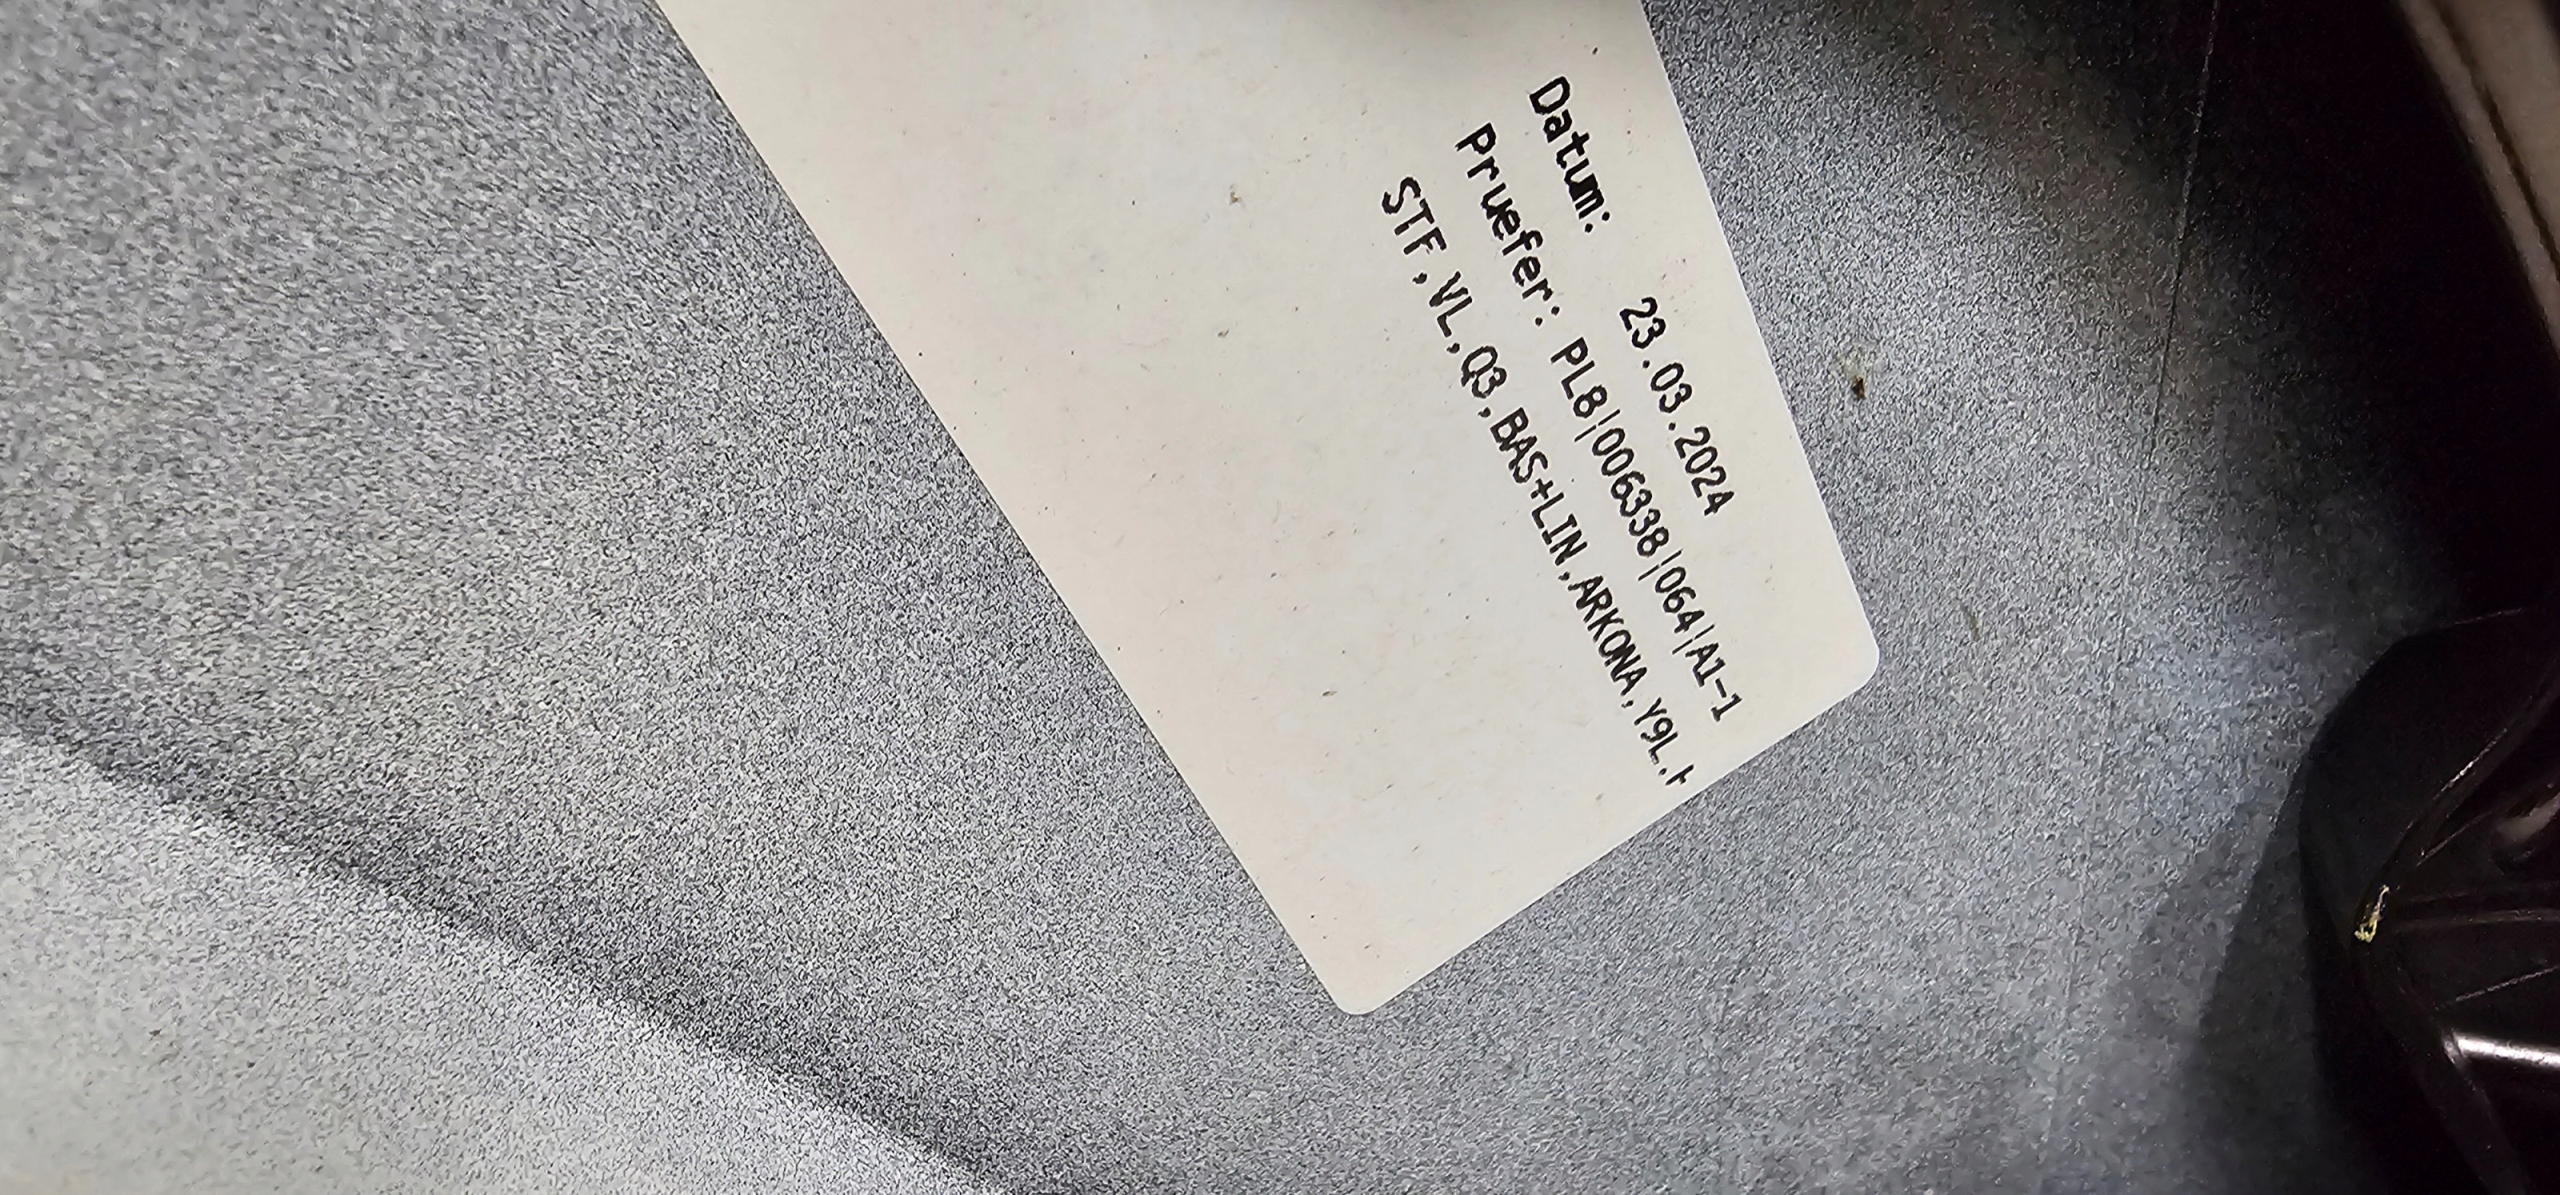 Datum: 23.03.2024
Pruefer: PL8|006338|064|A1-1
STF,VL,Q3,BAS+LIN,ARKONA,Y9L,